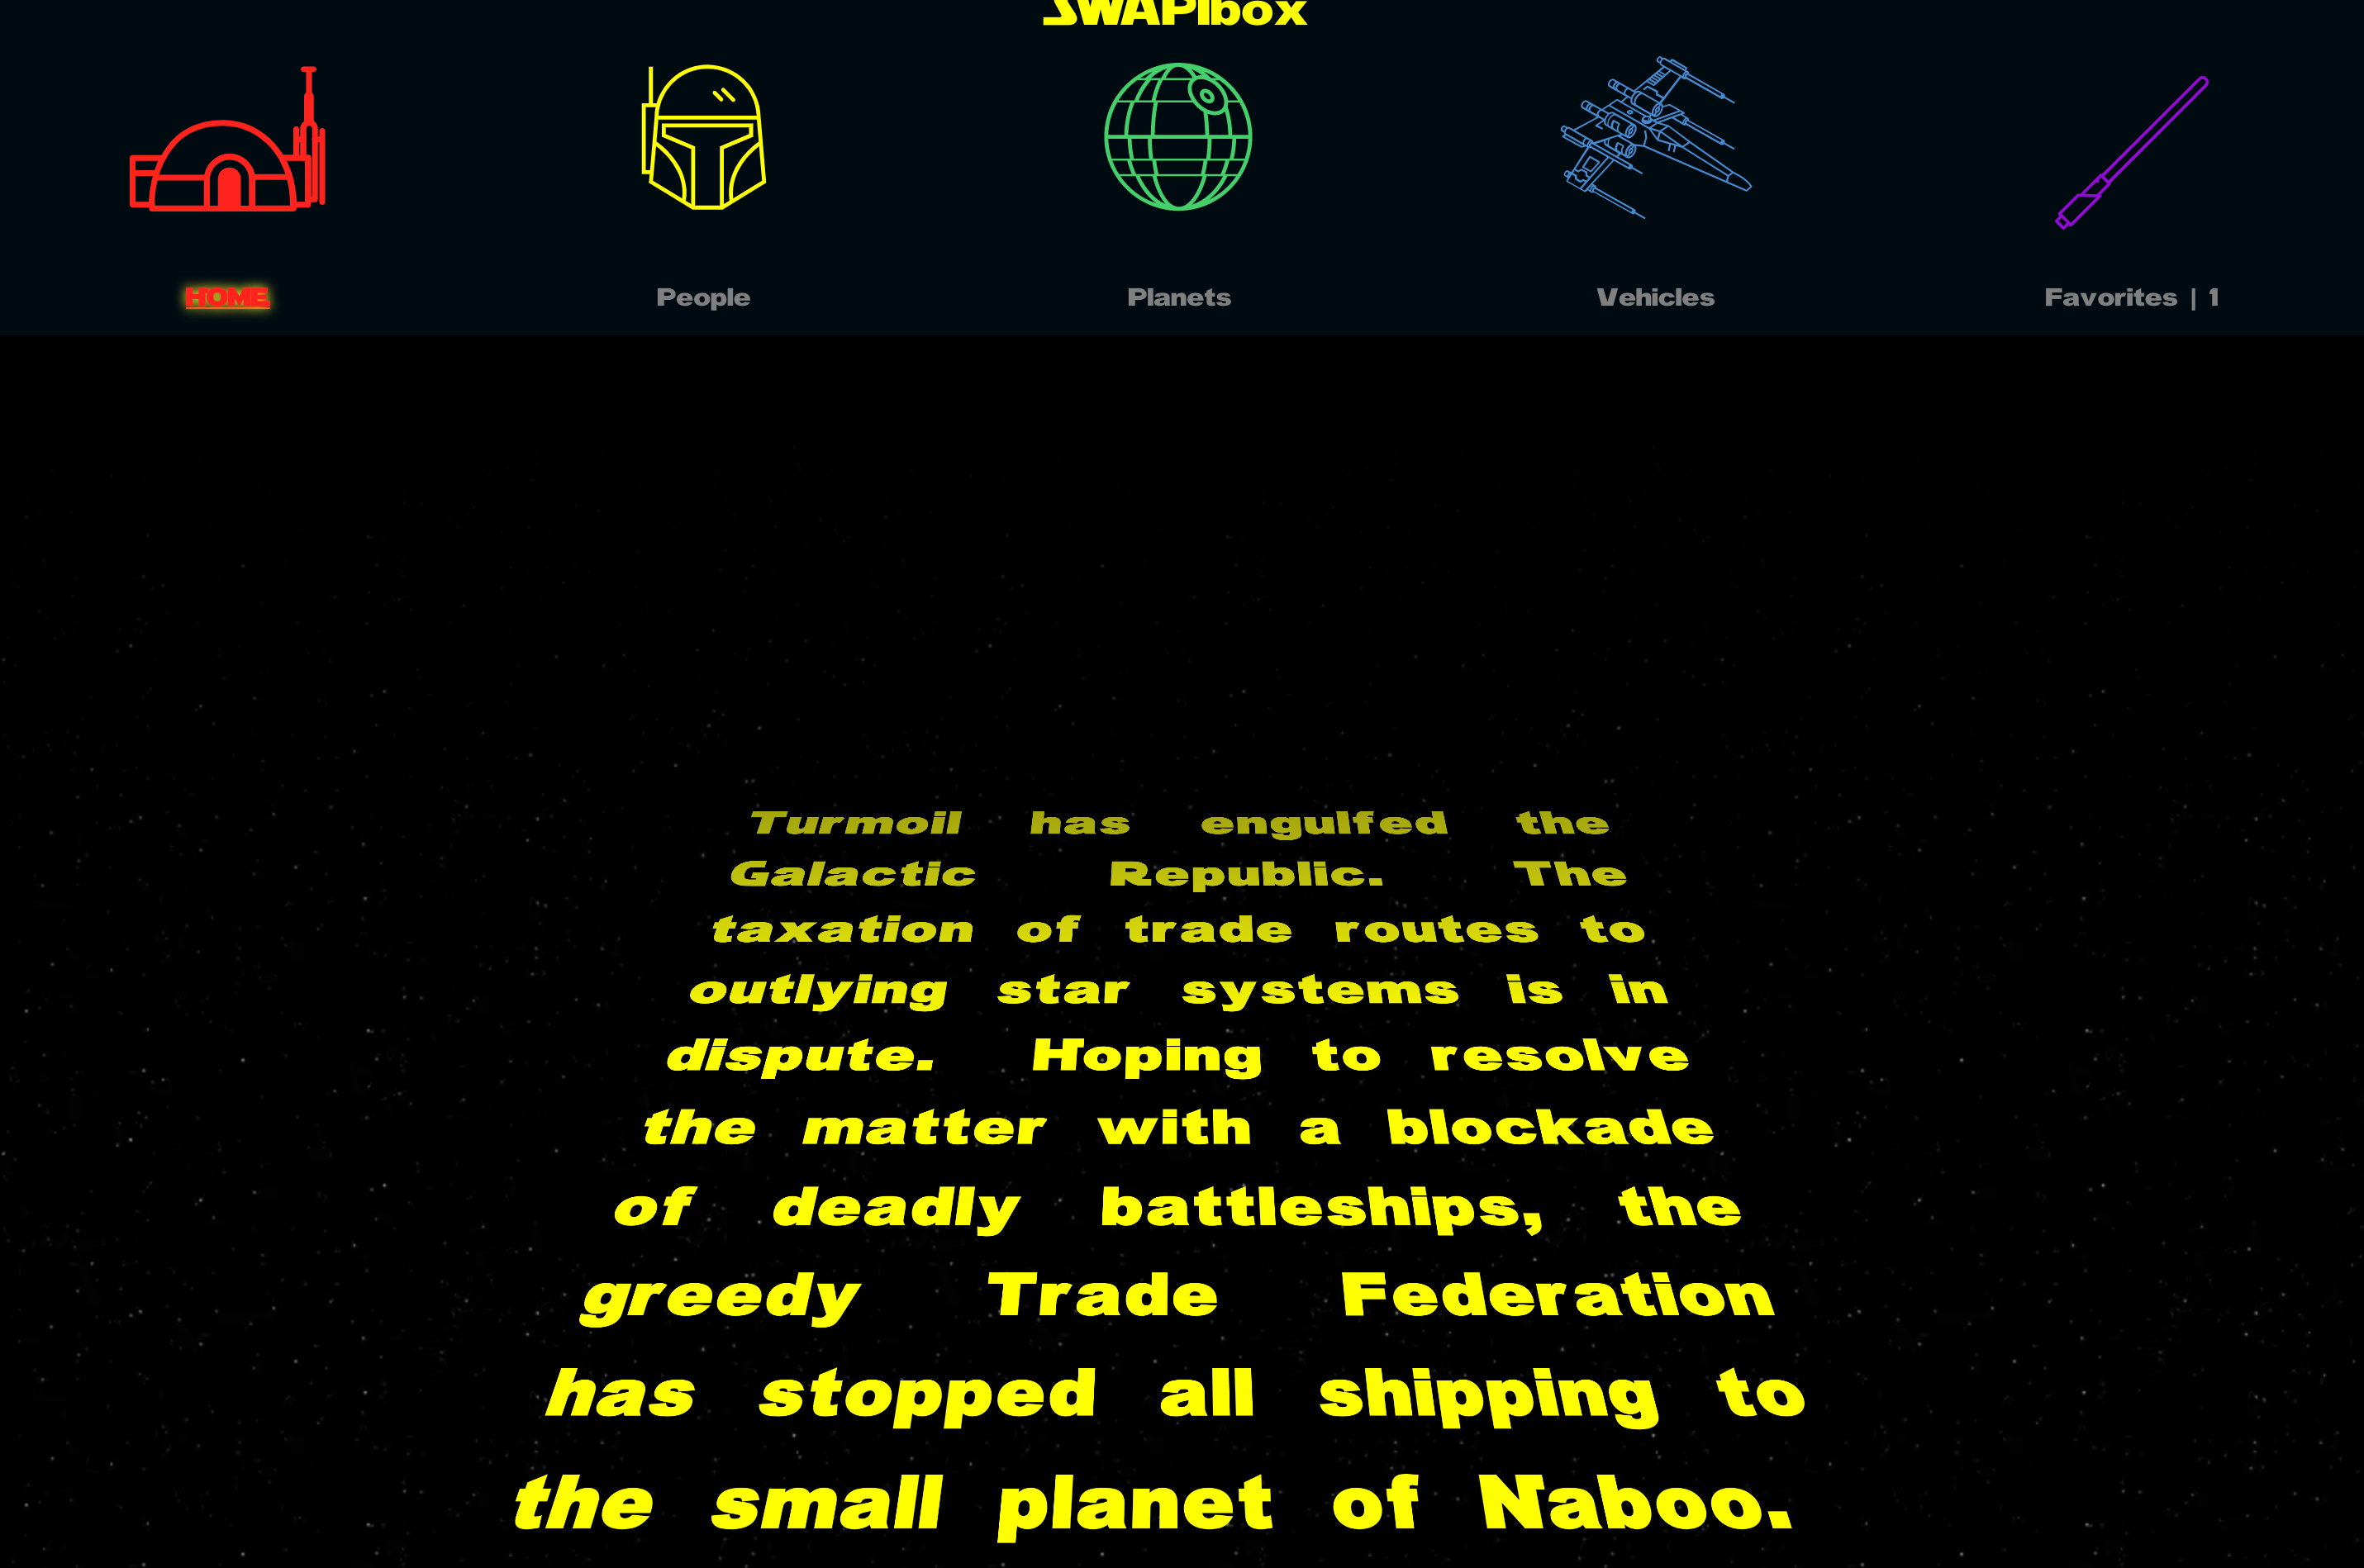 SWAPIbox
HOME
People
Planets
Vehicles
Favorites | 1
Turmoil has engulfed the
Galactic Republic. The
taxation of trade routes to
outlying star systems is in
dispute. Hoping to resolve
the matter with a blockade
of deadly battleships, the
greedy Trade Federation
has stopped all shipping to
the small planet of Naboo.